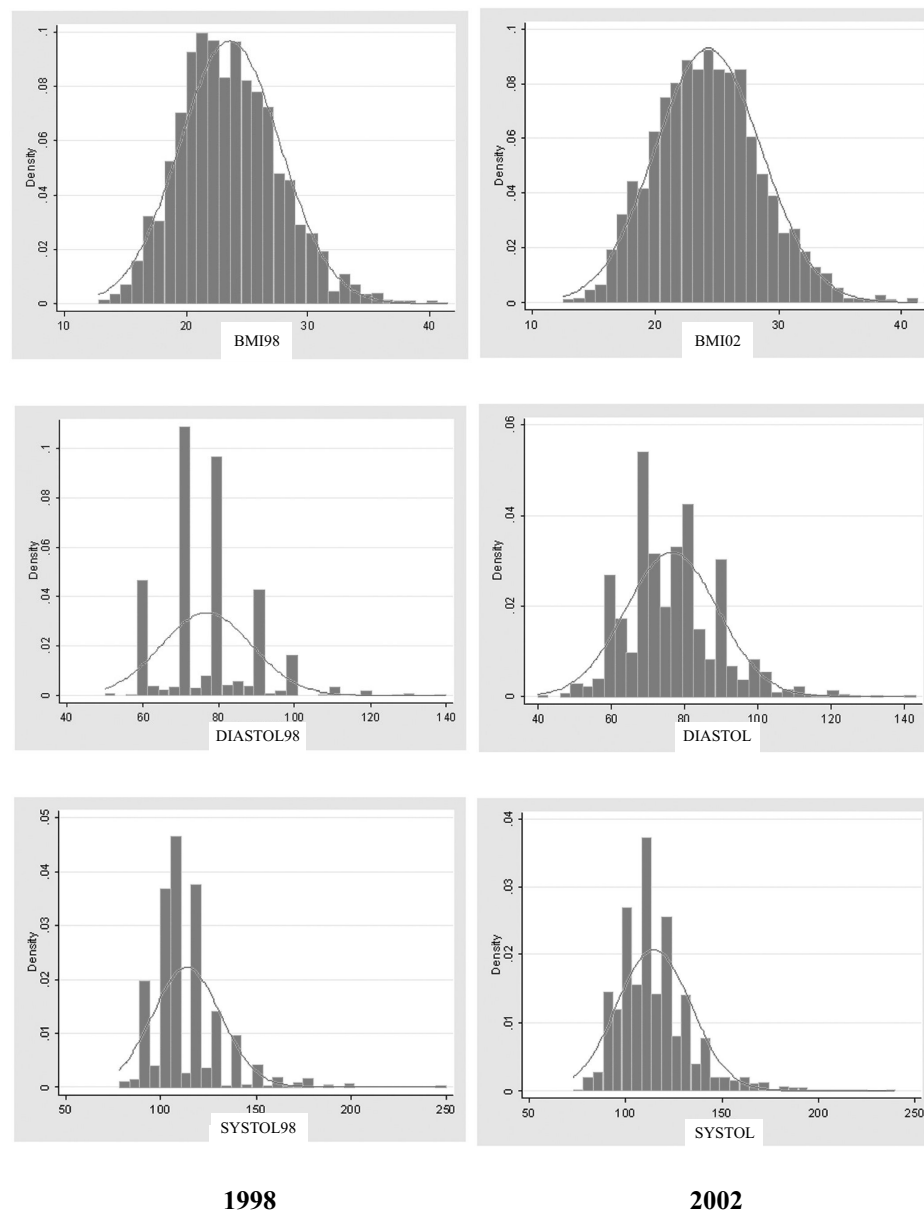 Density
0 .02 .04 .06 .08 .1
10 20 30 40
BMI98
Density
0 .02 .04 .06 .08 .1
10 20 30 40
BMI02
Density
0 .02 .04 .06 .08 .1
40 60 80 100 120 140
DIASTOL98
Density
0 .02 .04 .06
40 60 80 100 120 140
DIASTOL
Density
0 .01 .02 .03 .04 .05
50 100 150 200 250
SYSTOL98
Density
0 .01 .02 .03 .04
50 100 150 200 250
SYSTOL
1998
2002